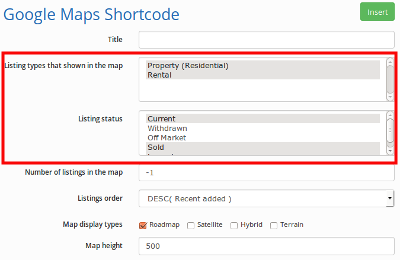 Google Maps Shortcode
Insert
Title
Listing types that shown in the map
Property (Residential)
Rental
Listing status
Current
Withdrawn
Off Market
Sold
Number of listings in the map
-1
Listings order
DESC( Recent added )
Map display types
Roadmap
Satellite
Hybrid
Terrain
Map height
500